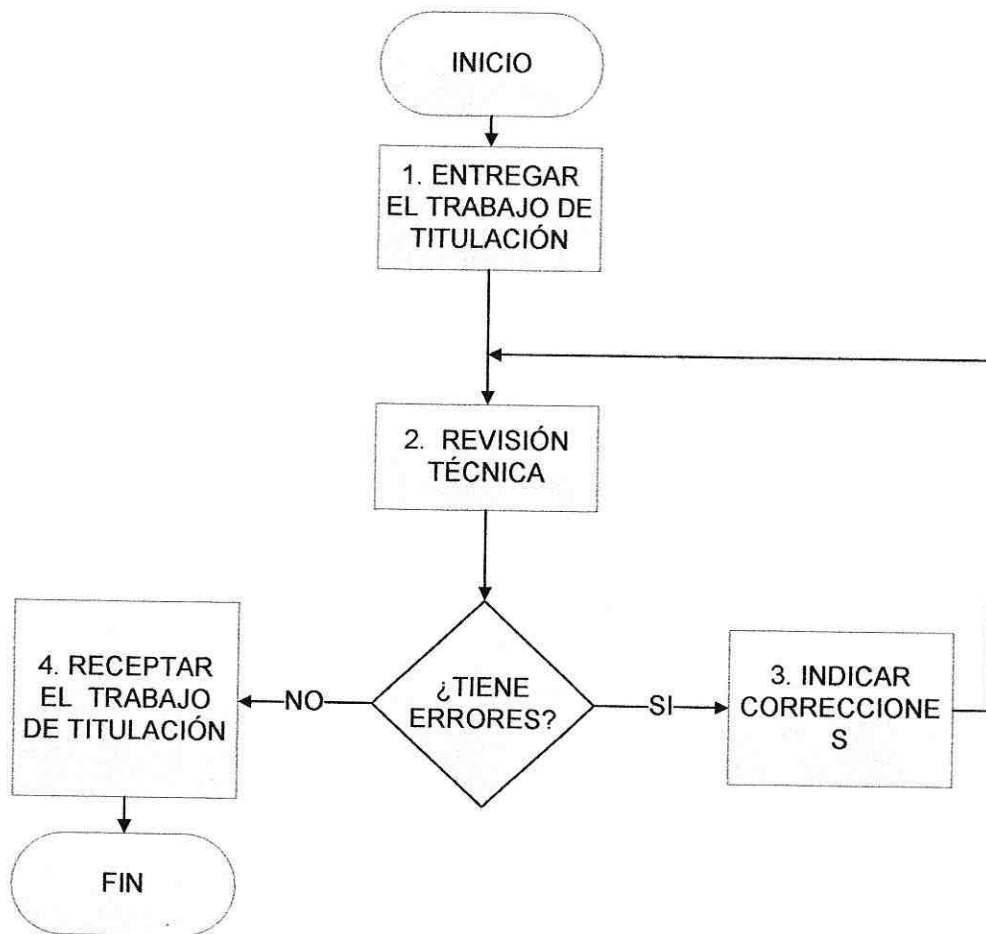 INICIO
1. ENTREGAR
EL TRABAJO DE
TITULACIÓN
2. REVISIÓN
TÉCNICA
¿TIENE
ERRORES?
NO
SI
4. RECEPTAR
EL TRABAJO
DE TITULACIÓN
3. INDICAR
CORRECCIONE
S
FIN